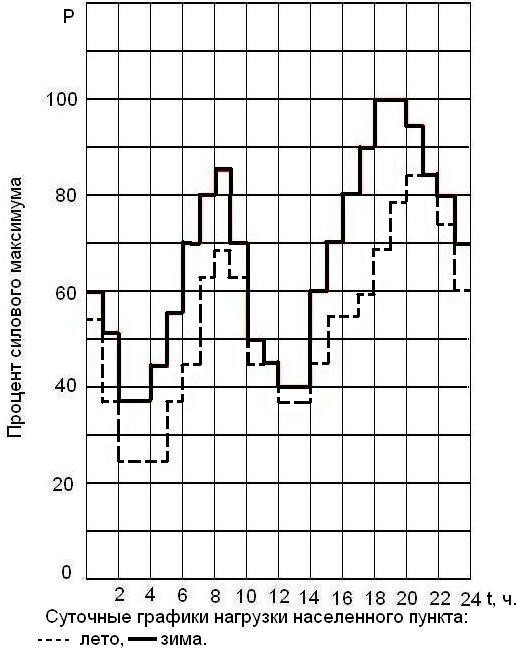 P
100
80
60
40
20
0
Процент силового максимума
2 4 6 8 10 12 14 16 18 20 22 24 t, ч.
Суточные графики нагрузки населенного пункта:
лето, зима.